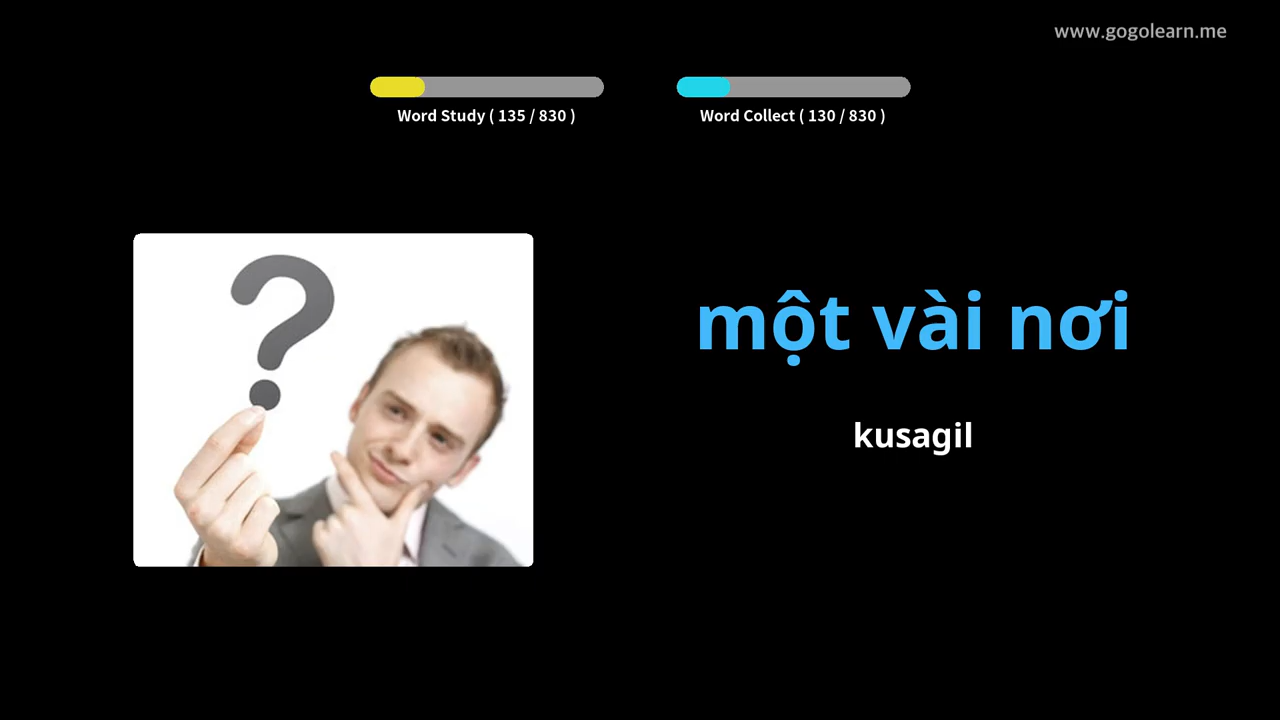 www.gogolearn.me
Word Study ( 135 / 830 )
Word Collect ( 130 / 830 )
một vài nơi
kusagil